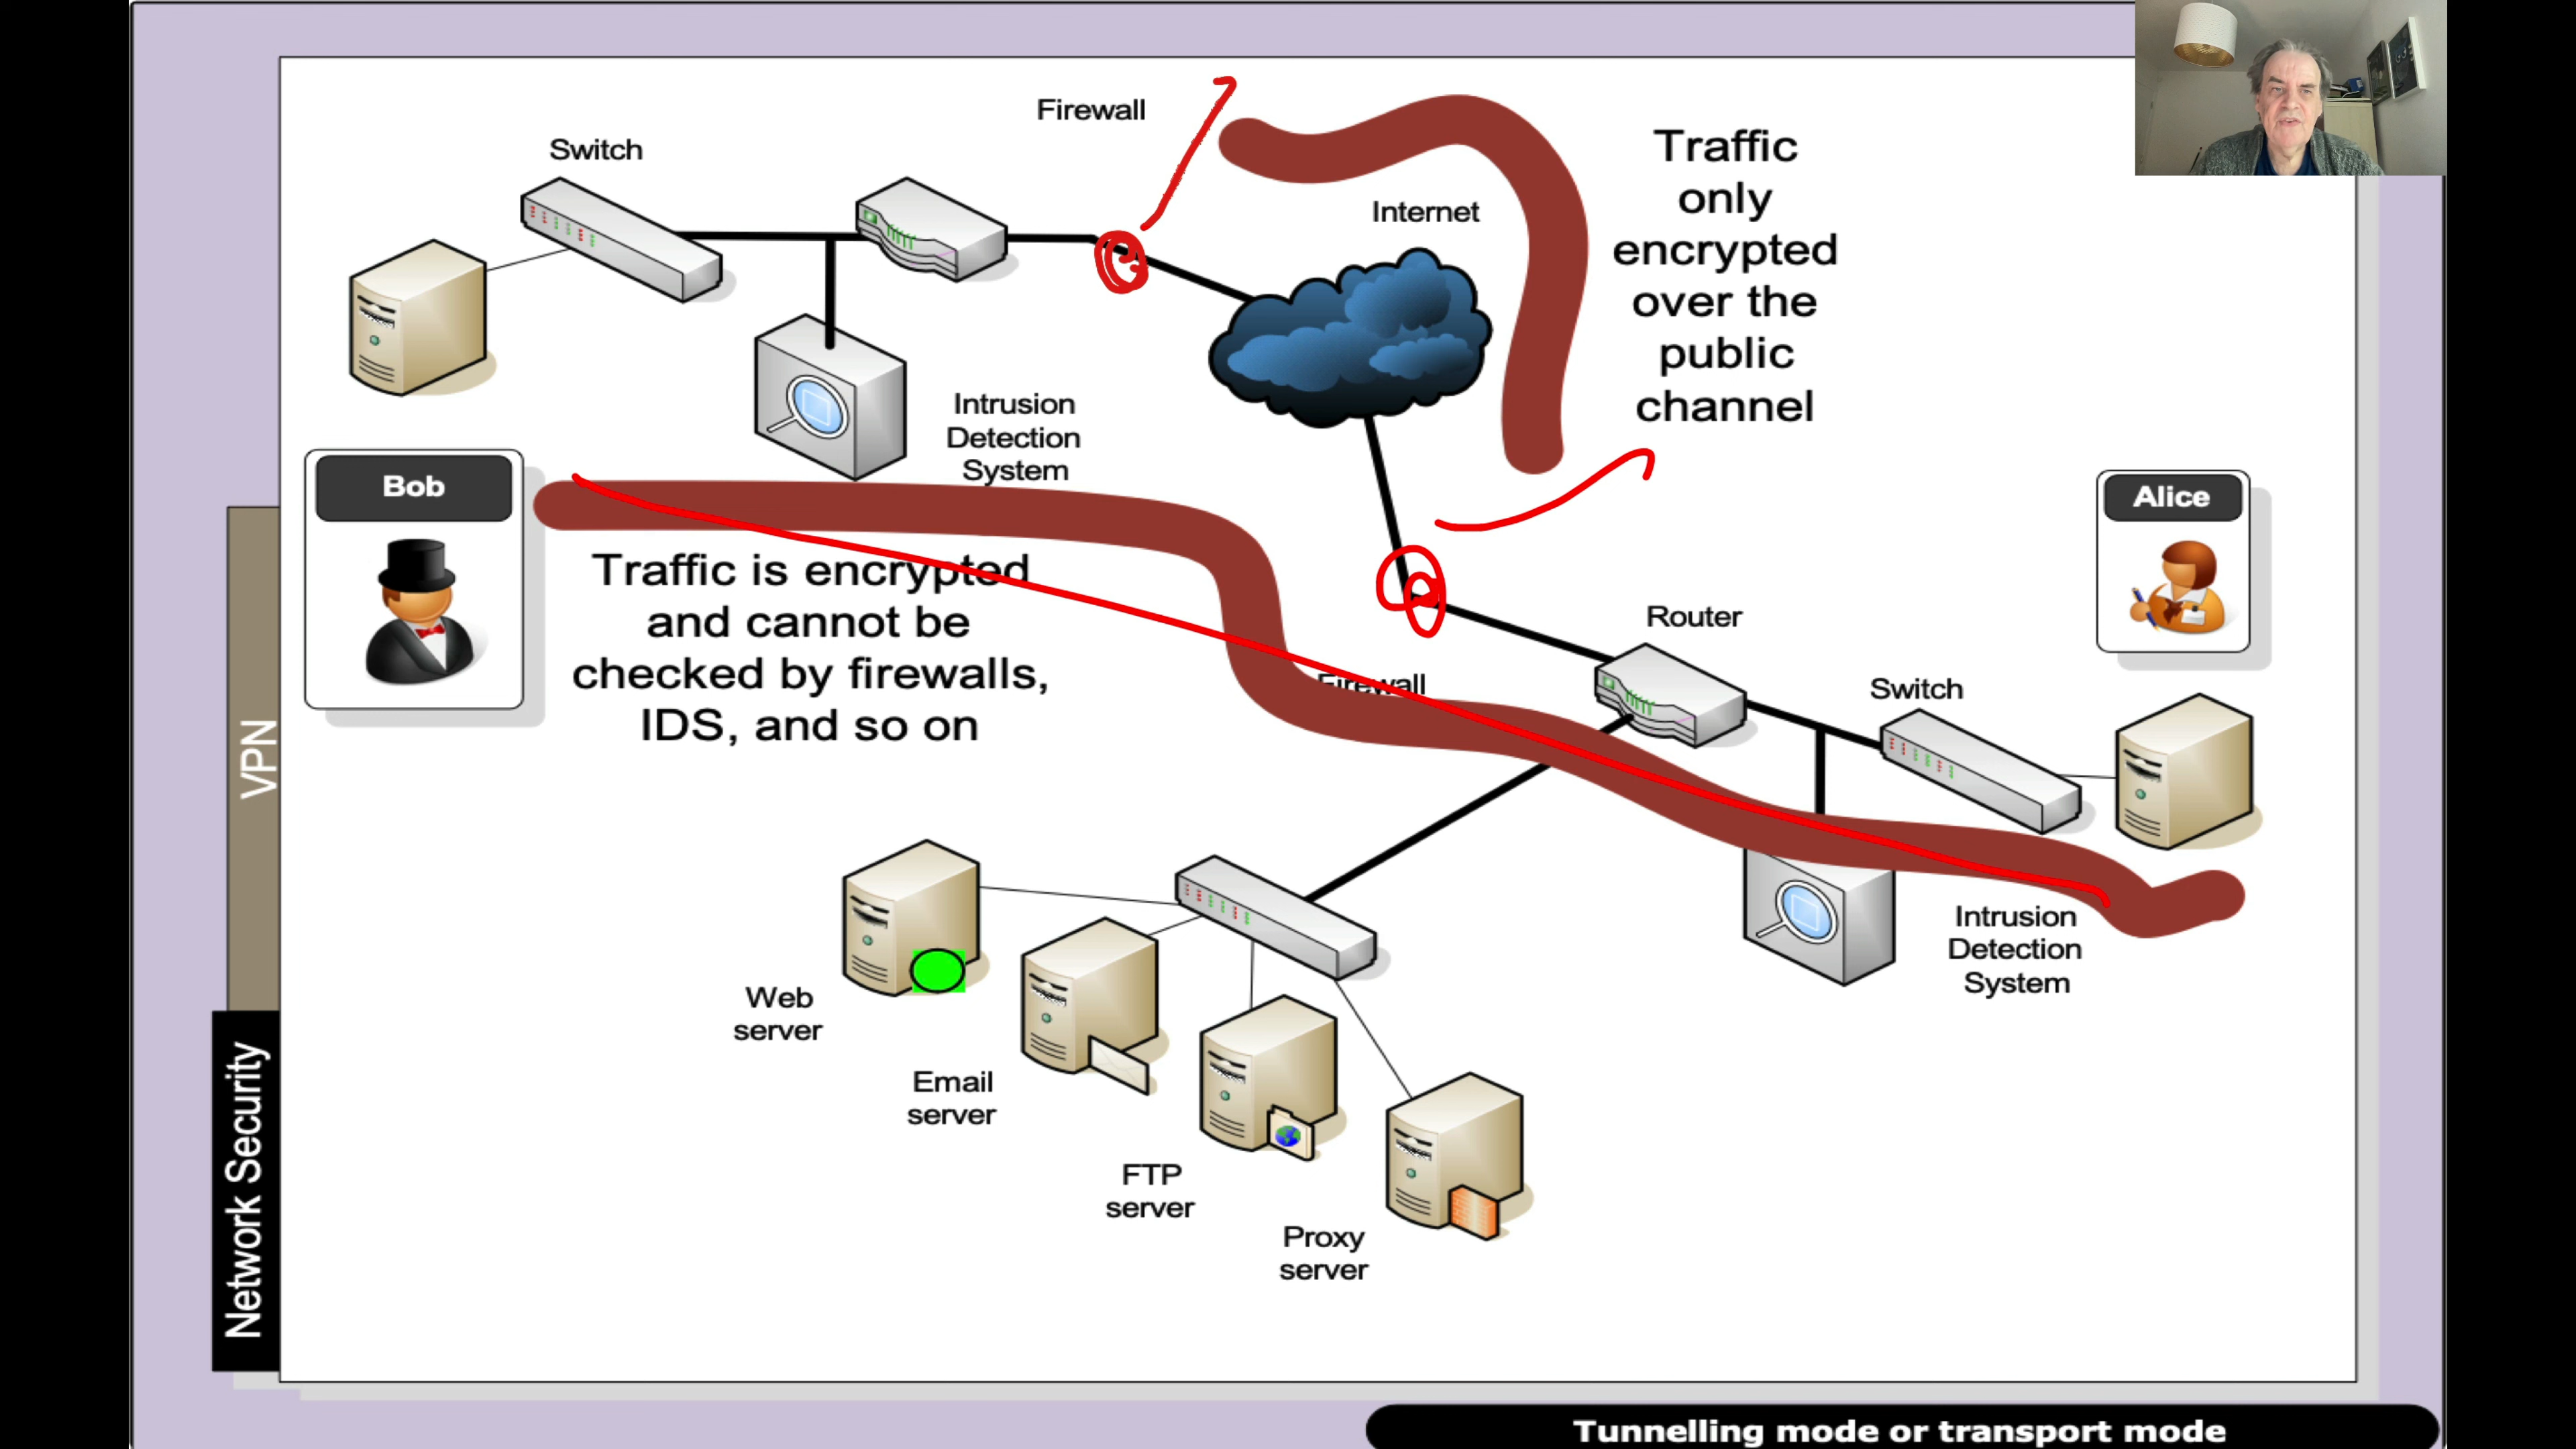 Firewall
Switch
Traffic
only
encrypted
over the
public
channel
Internet
Intrusion
Detection
System
Bob
Alice
Traffic is encrypted
and cannot be
checked by firewalls,
IDS, and so on
Router
Firewall
Switch
VPN
Intrusion
Detection
System
Web
server
Email
server
FTP
server
Proxy
server
Network Security
Tunnelling mode or transport mode